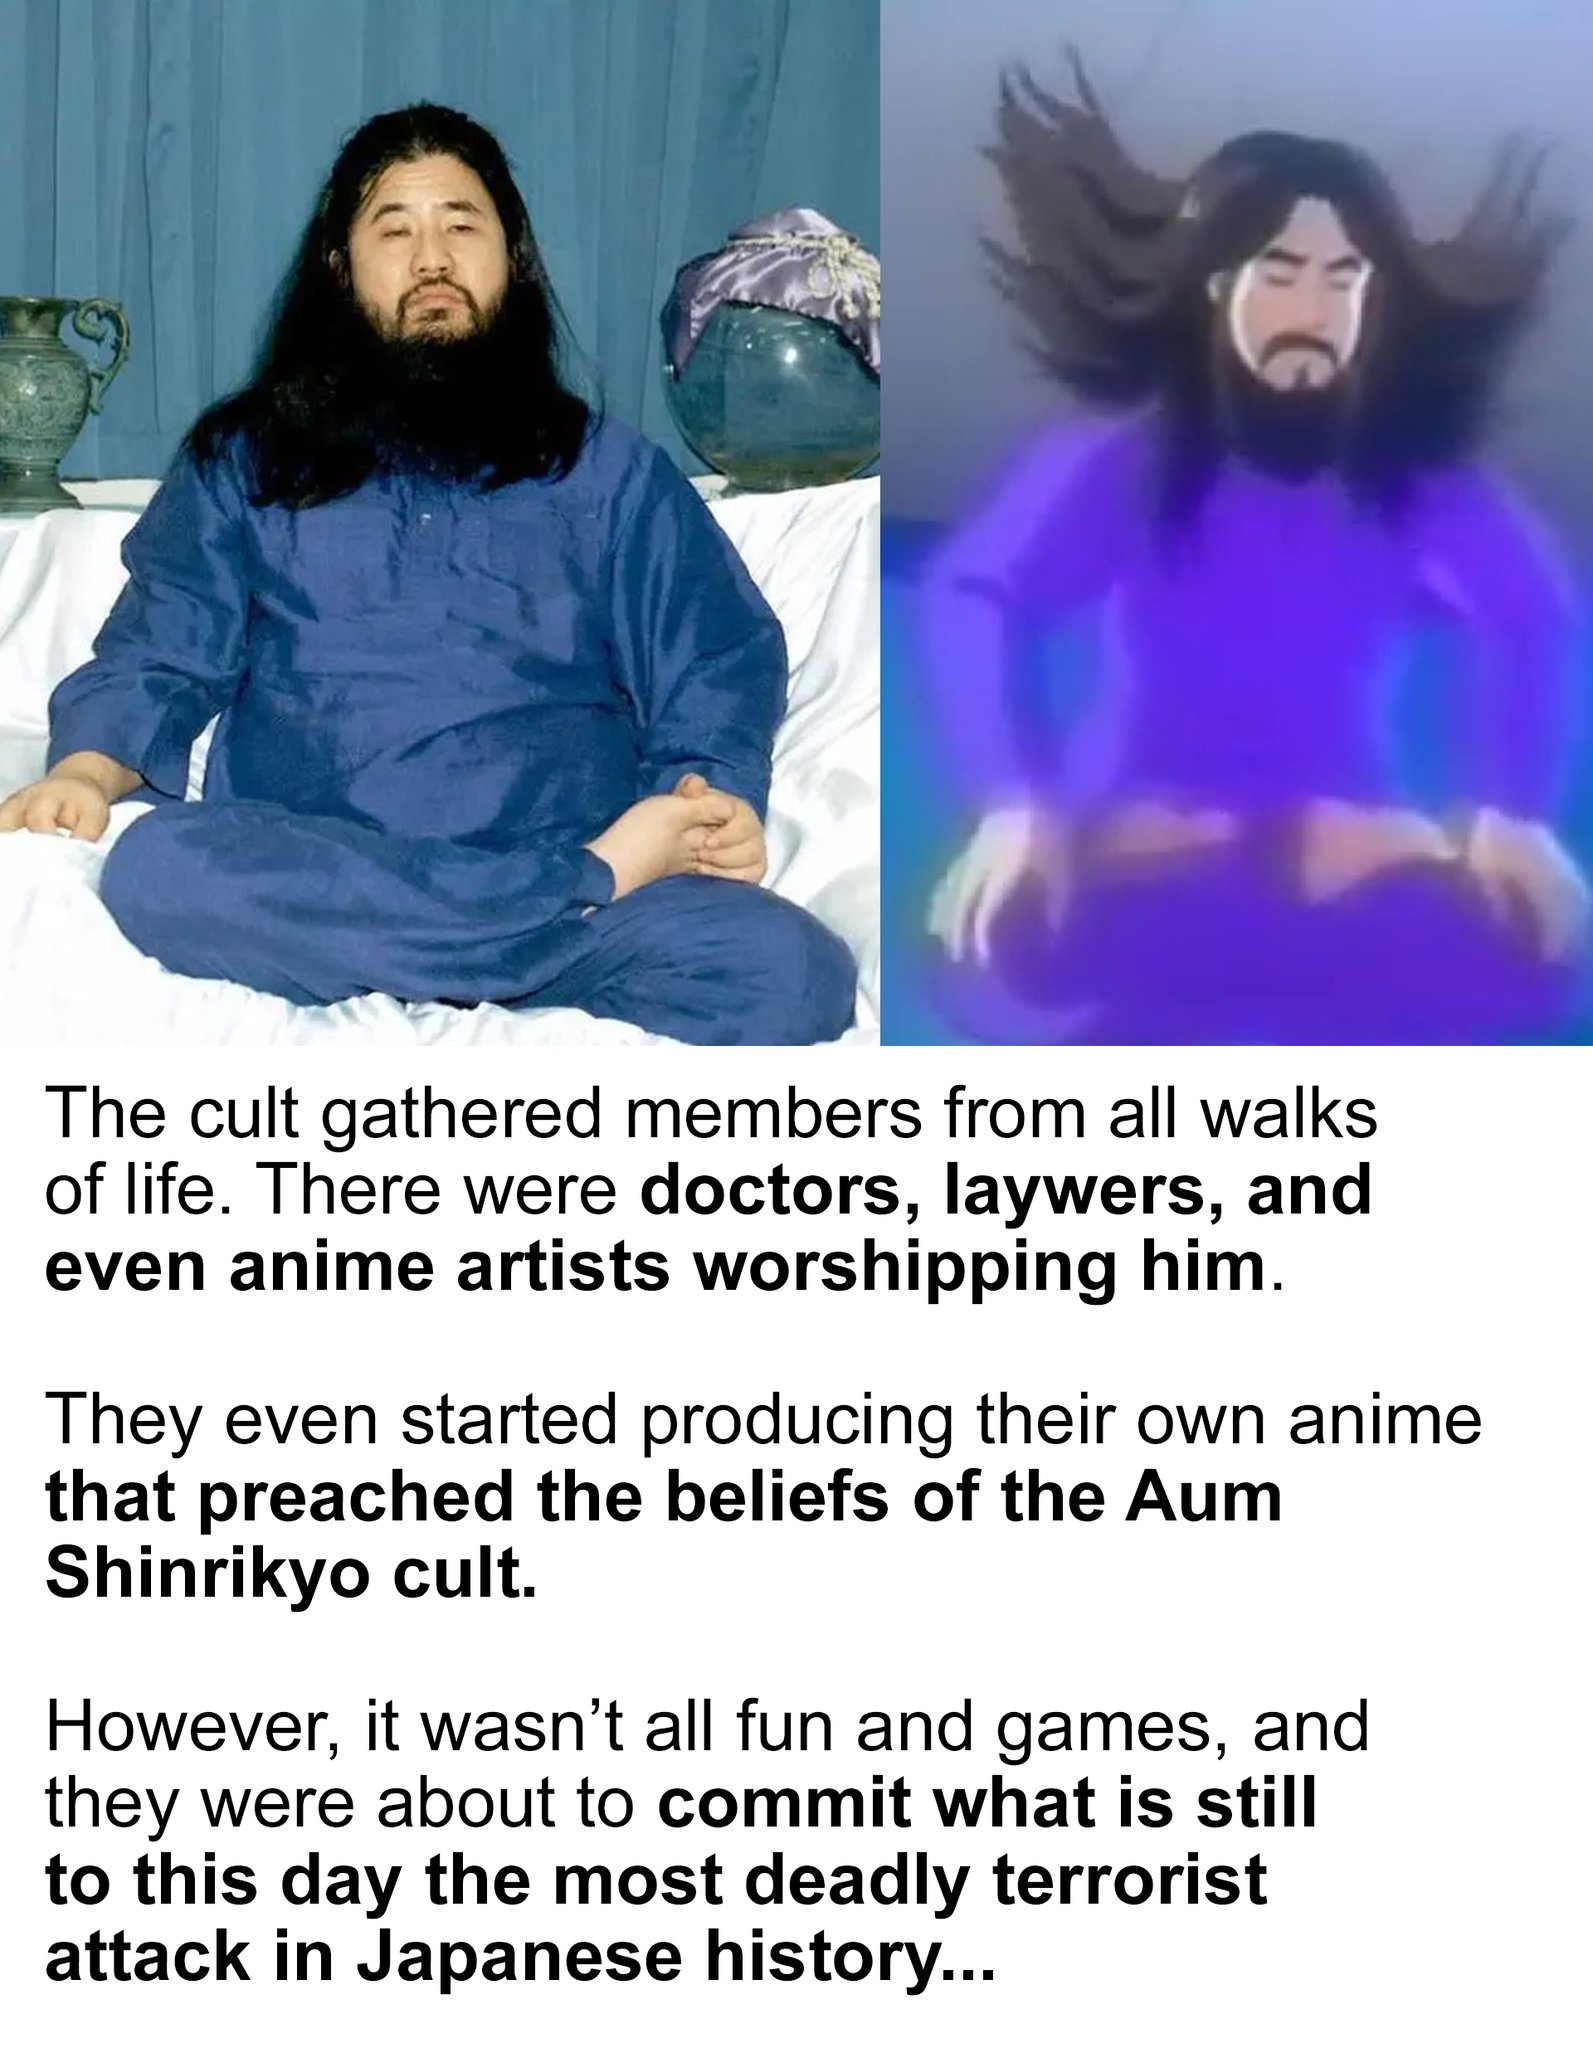 The cult gathered members from all walks
of life. There were doctors, laywers, and
even anime artists worshipping him.
They even started producing their own anime
that preached the beliefs of the Aum
Shinrikyo cult.
However, it wasn’t all fun and games, and
they were about to commit what is still
to this day the most deadly terrorist
attack in Japanese history...